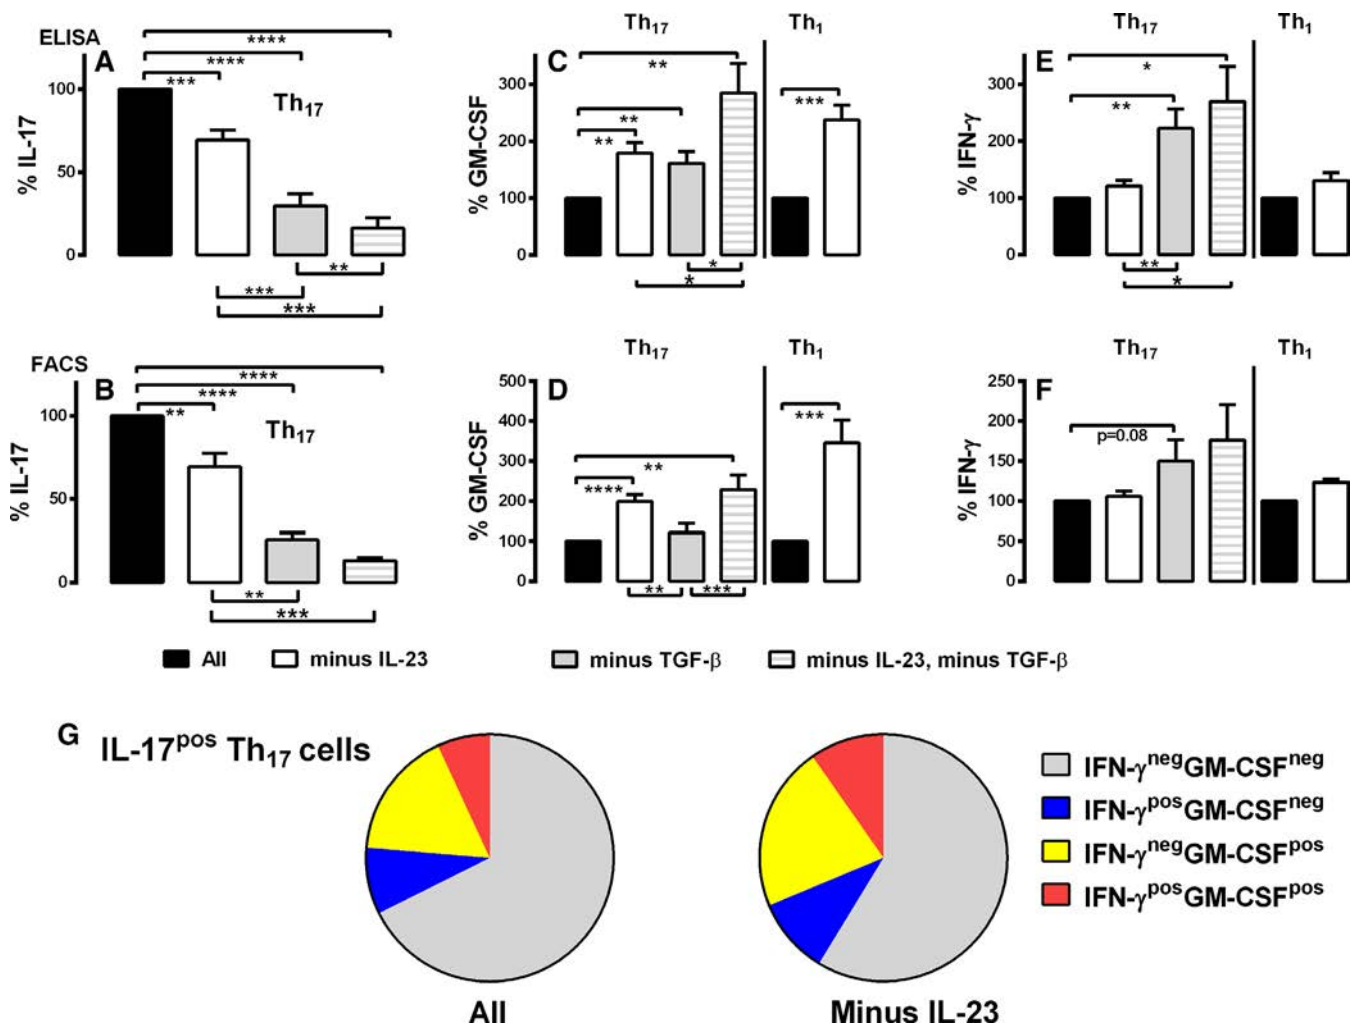 ELISA
A
****
****
***
Th17
% IL-17
100
50
0
**
***
***
Th17
Th1
C
**
**
**
***
% GM-CSF
300
200
100
0
*
*
Th17
Th1
E
*
**
% IFN-γ
300
200
100
0
**
*
FACS
B
****
****
**
Th17
% IL-17
100
50
0
**
***
Th17
Th1
D
**
****
***
% GM-CSF
500
400
300
200
100
0
**
***
Th17
Th1
F
p=0.08
% IFN-γ
250
200
150
100
50
0
All
minus IL-23
minus TGF-β
minus IL-23, minus TGF-β
G
IL-17pos Th17 cells
IFN-γnegGM-CSFneg
IFN-γposGM-CSFneg
IFN-γnegGM-CSFpos
IFN-γposGM-CSFpos
All
Minus IL-23